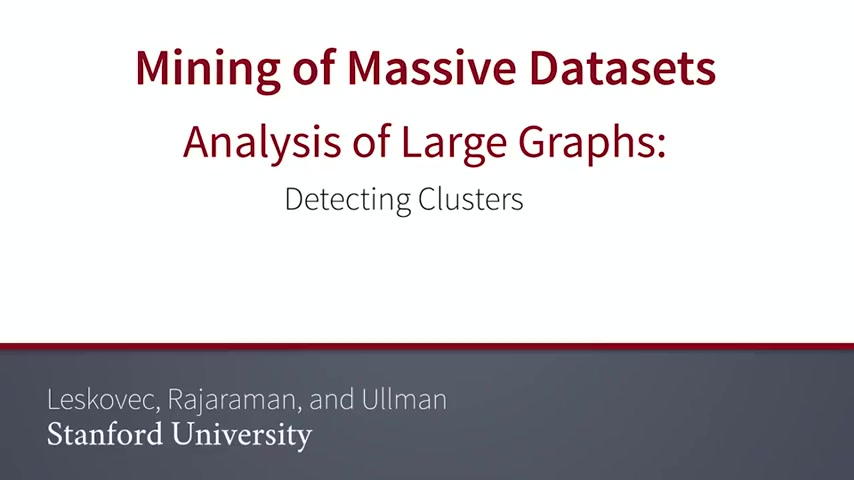 Mining of Massive Datasets
Analysis of Large Graphs:
Detecting Clusters
Leskovec, Rajaraman, and Ullman
Stanford University